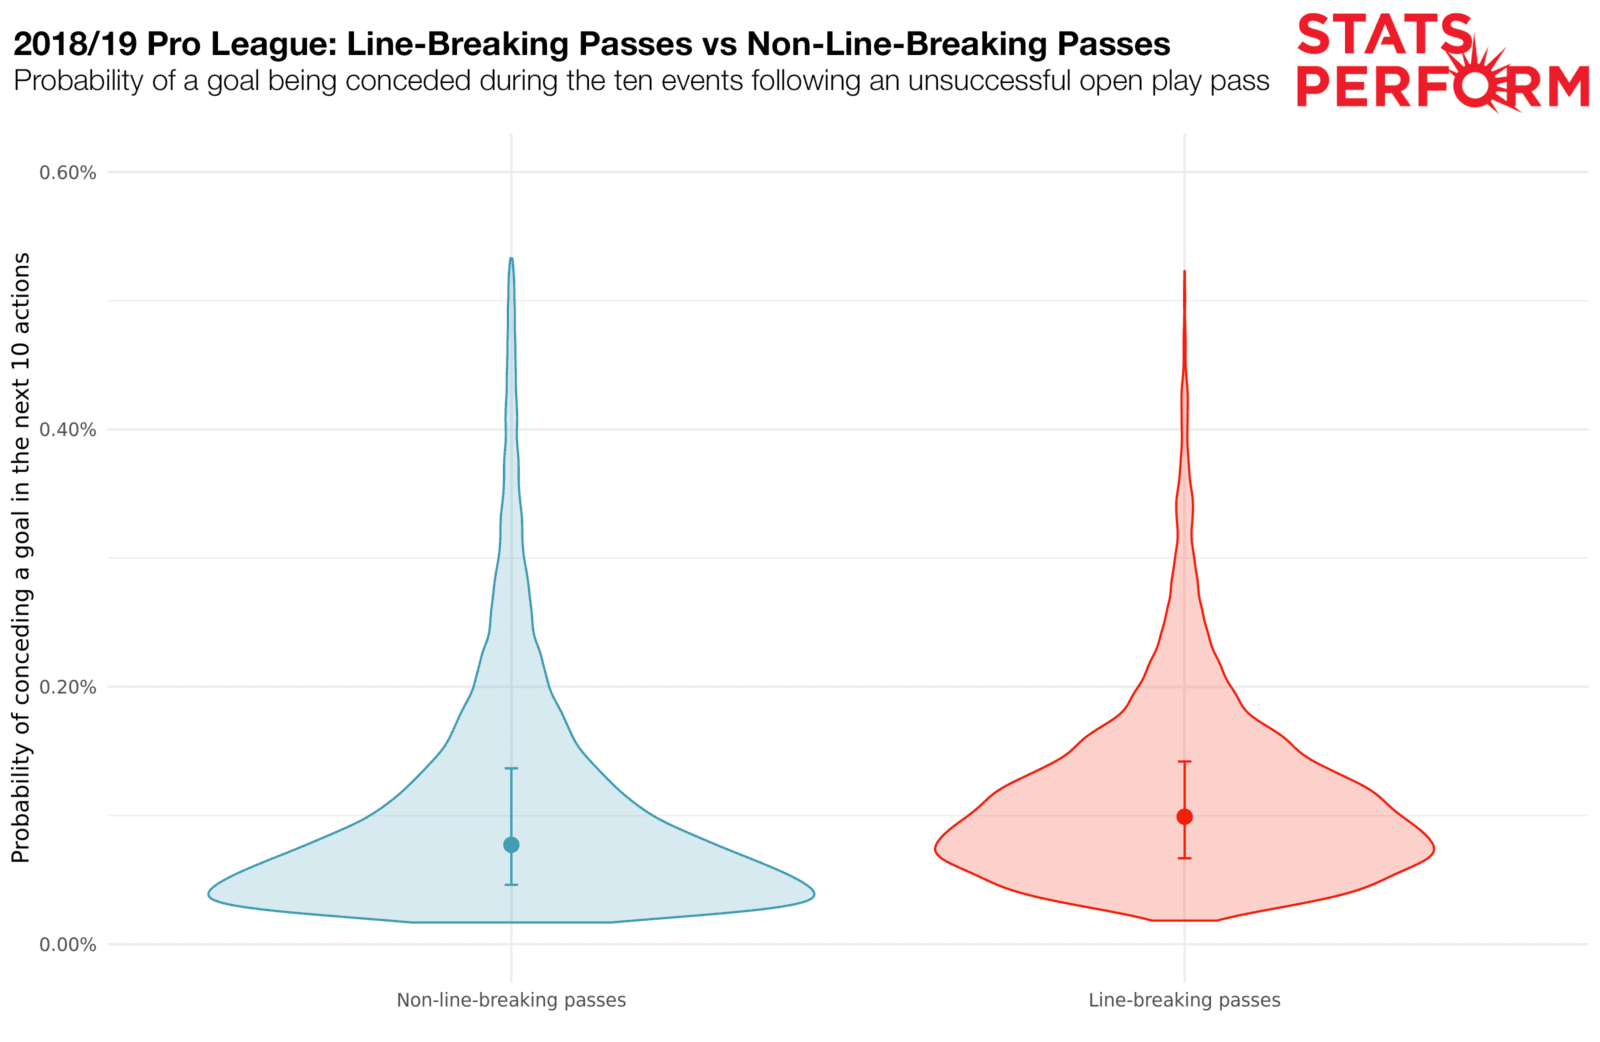 2018/19 Pro League: Line-Breaking Passes vs Non-Line-Breaking Passes
Probability of a goal being conceded during the ten events following an unsuccessful open play pass
STATS
PERFORM
Probability of conceding a goal in the next 10 actions
0.60%
0.40%
0.20%
0.00%
Non-line-breaking passes
Line-breaking passes